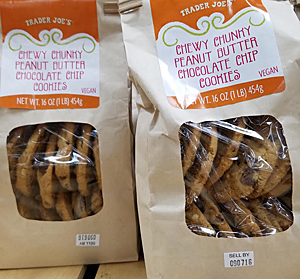 TRADER JOE'S
CHEWY CHUNKY
PEANUT BUTTER
CHOCOLATE CHIP
COOKIES
VEGAN
NET WT. 16 OZ (1 LB) 454g
TRADER JOE'S
CHEWY CHUNKY
PEANUT BUTTER
CHOCOLATE CHIP
COOKIES
VEGAN
NET WT. 16 OZ (1 LB) 454g
SELL BY
090716